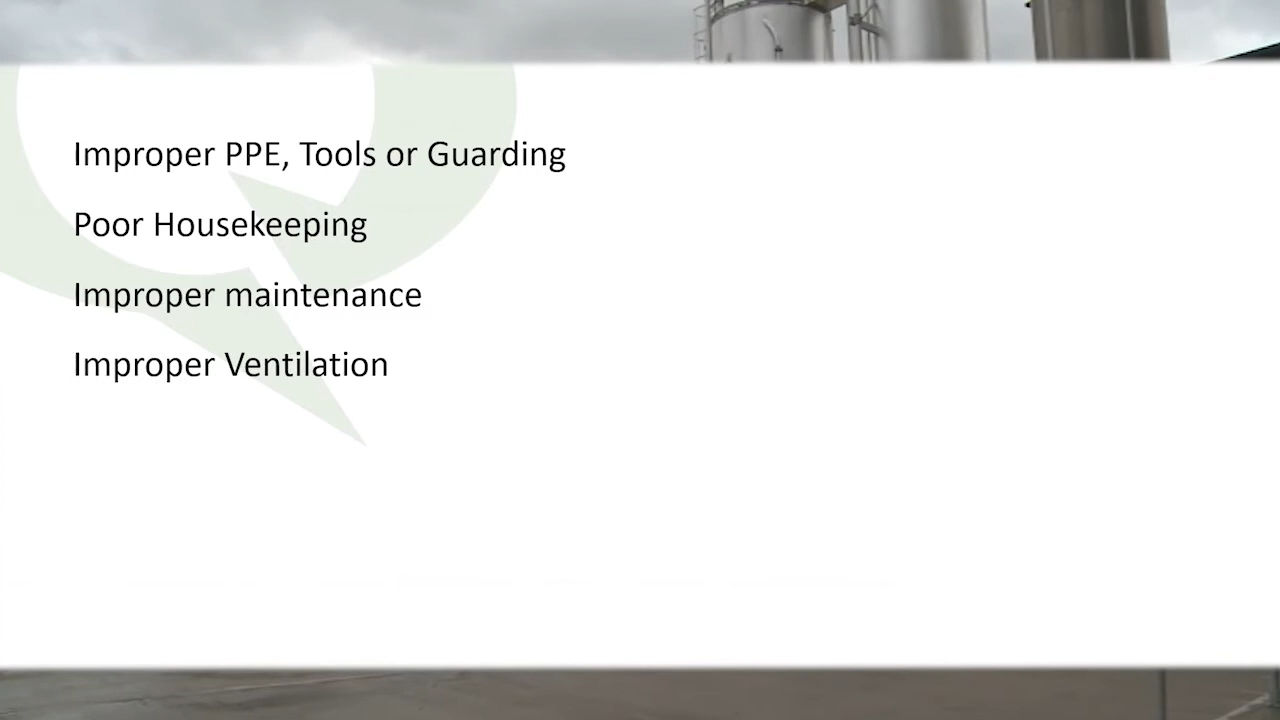 Improper PPE, Tools or Guarding
Poor Housekeeping
Improper maintenance
Improper Ventilation